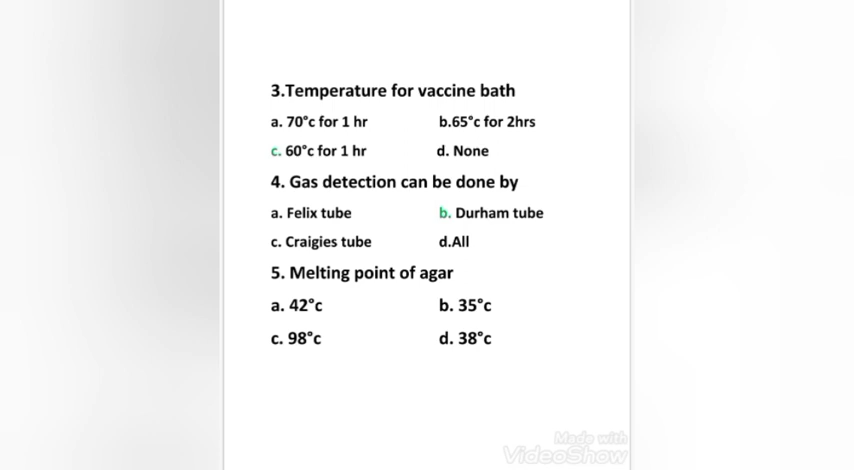 3.Temperature for vaccine bath
a. 70°c for 1 hr b.65°c for 2hrs
c. 60°c for 1 hr d. None
4. Gas detection can be done by
a. Felix tube b. Durham tube
c. Craigies tube d.All
5. Melting point of agar
a. 42°c b. 35°c
c. 98°c d. 38°c
Made with
VideoShow